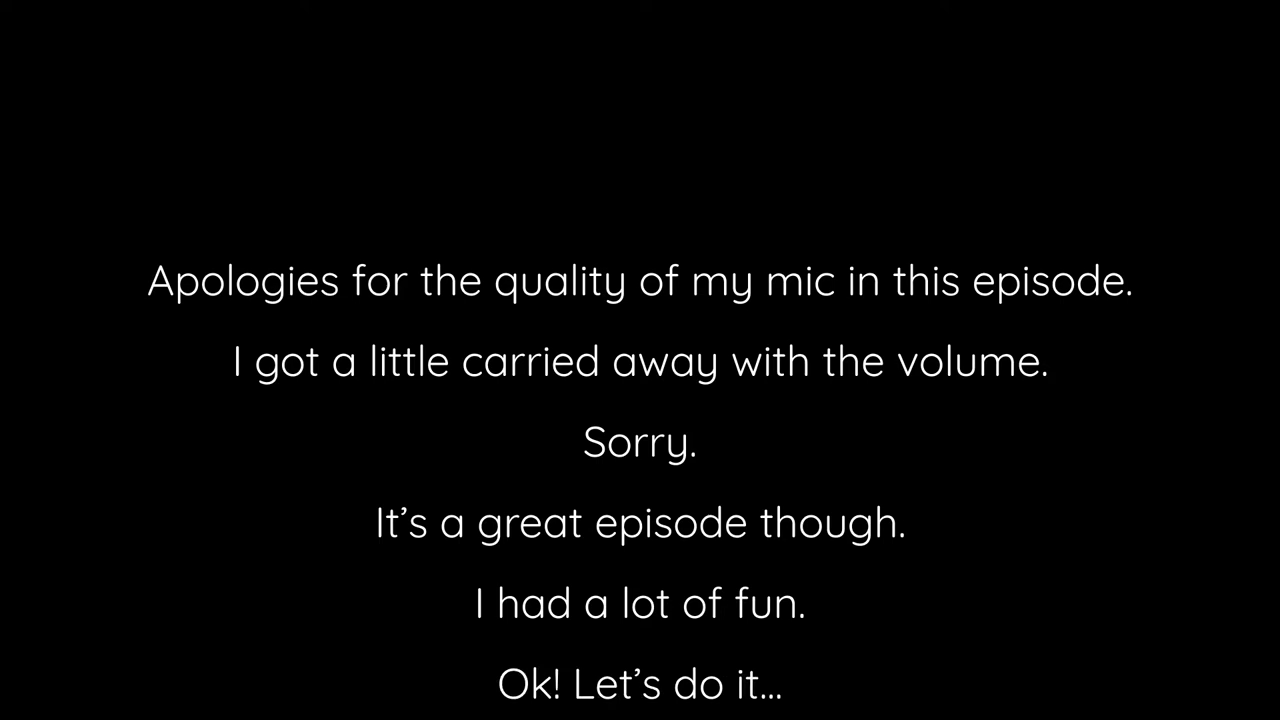 Apologies for the quality of my mic in this episode.
I got a little carried away with the volume.
Sorry.
It’s a great episode though.
I had a lot of fun.
Ok! Let’s do it...